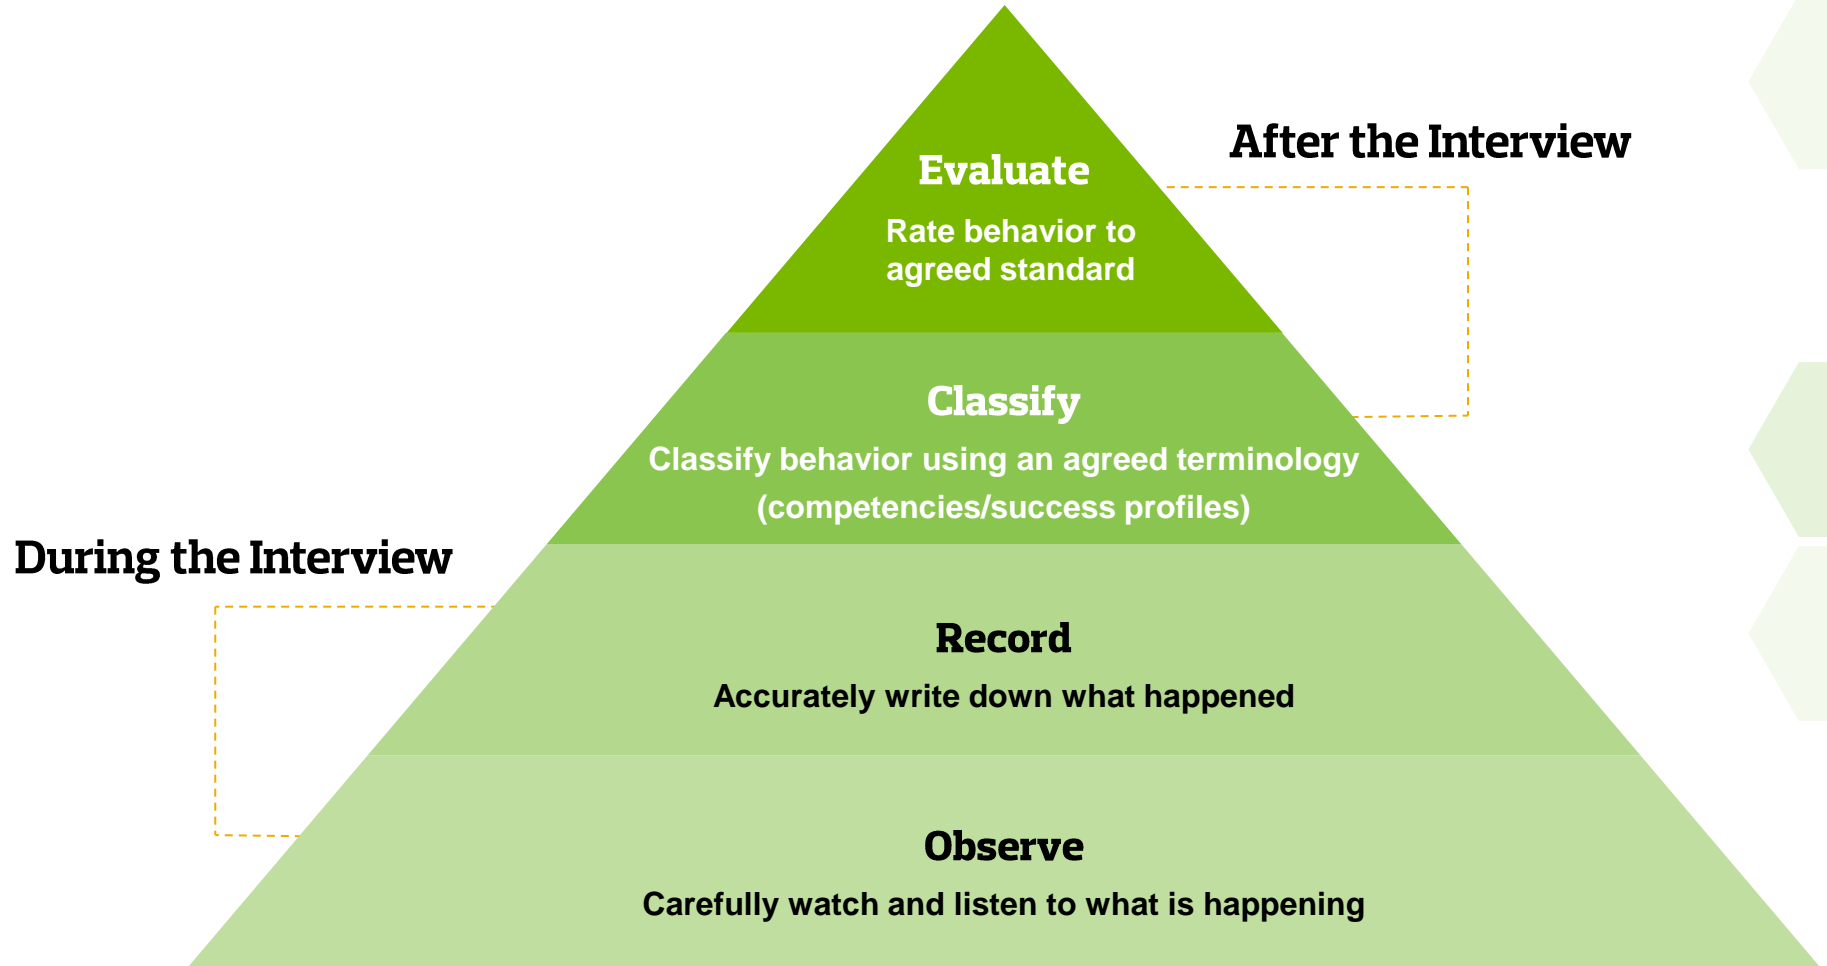 After the Interview
Evaluate
Rate behavior to
agreed standard
Classify
Classify behavior using an agreed terminology
(competencies/success profiles)
During the Interview
Record
Accurately write down what happened
Observe
Carefully watch and listen to what is happening